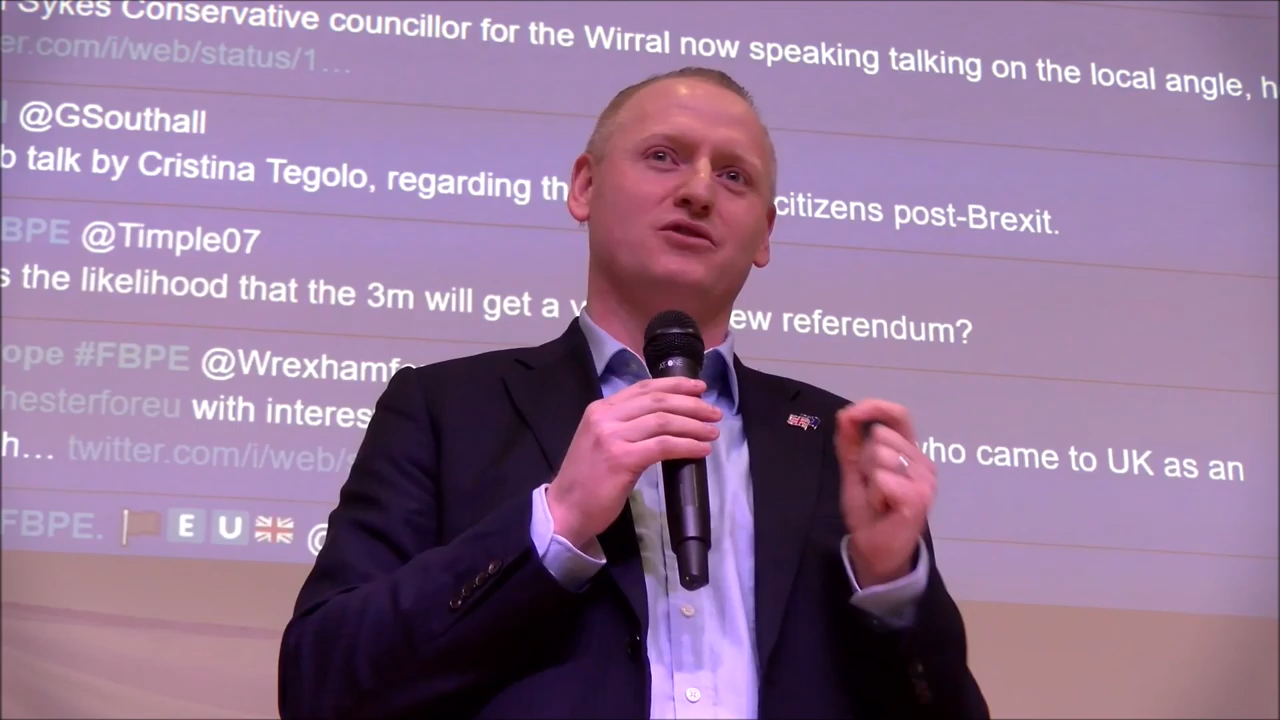 Sykes Conservative councillor for the Wirral now speaking talking on the local angle, h
er.com/i/web/status/1…
@GSouthall
talk by Cristina Tegolo, regarding th citizens post-Brexit.
BPE @Timple07
s the likelihood that the 3m will get a v ew referendum?
ope #FBPE @Wrexhamfo
hesterforeu with interes who came to UK as an
h… twitter.com/i/web/s
FBPE. E U @